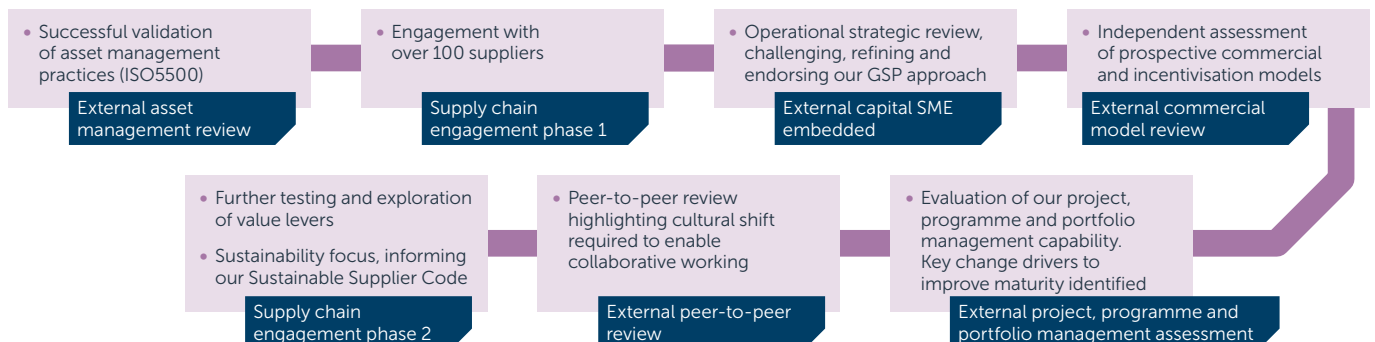 • Successful validation
of asset management
practices (ISO5500)
External asset
management review
• Engagement with
over 100 suppliers
Supply chain
engagement phase 1
• Operational strategic review,
challenging, refining and
endorsing our GSP approach
External capital SME
embedded
• Independent assessment
of prospective commercial
and incentivisation models
External commercial
model review
• Evaluation of our project,
programme and portfolio
management capability.
Key change drivers to
improve maturity identified
External project, programme and
portfolio management assessment
• Peer-to-peer review
highlighting cultural shift
required to enable
collaborative working
External peer-to-peer
review
• Further testing and exploration
of value levers
• Sustainability focus, informing
our Sustainable Supplier Code
Supply chain
engagement phase 2